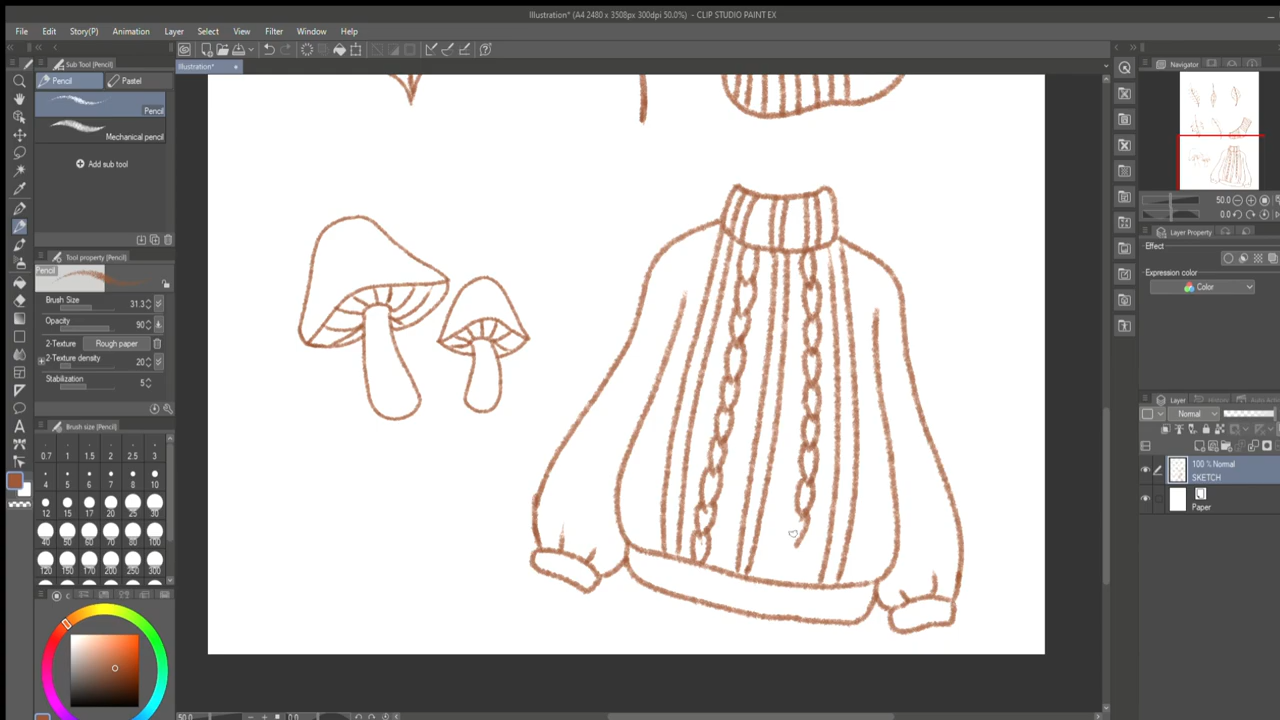 Illustration* (A4 2480 x 3508px 300dpi 50.0%) - CLIP STUDIO PAINT EX
File Edit Story(P) Animation Layer Select View Filter Window Help
Sub Tool [Pencil]
Illustration*
Navigator
Pencil Pastel
Pencil
Mechanical pencil
Add sub tool
50.0
0.0
Layer Property
Effect
Tool property [Pencil]
Pencil
Expression color
Color
Brush Size 31.3
Opacity 90
2-Texture Rough paper
2-Texture density 20
Stabilization 5
Layer
Normal
Brush size [Pencil]
0.7 1 1.5 2 2.5 3
4 5 6 7 8 10
12 15 17 20 25 30
40 50 60 70 80 100
120 150 170 200 250 300
100 % Normal
SKETCH
Paper
50.0
0.0